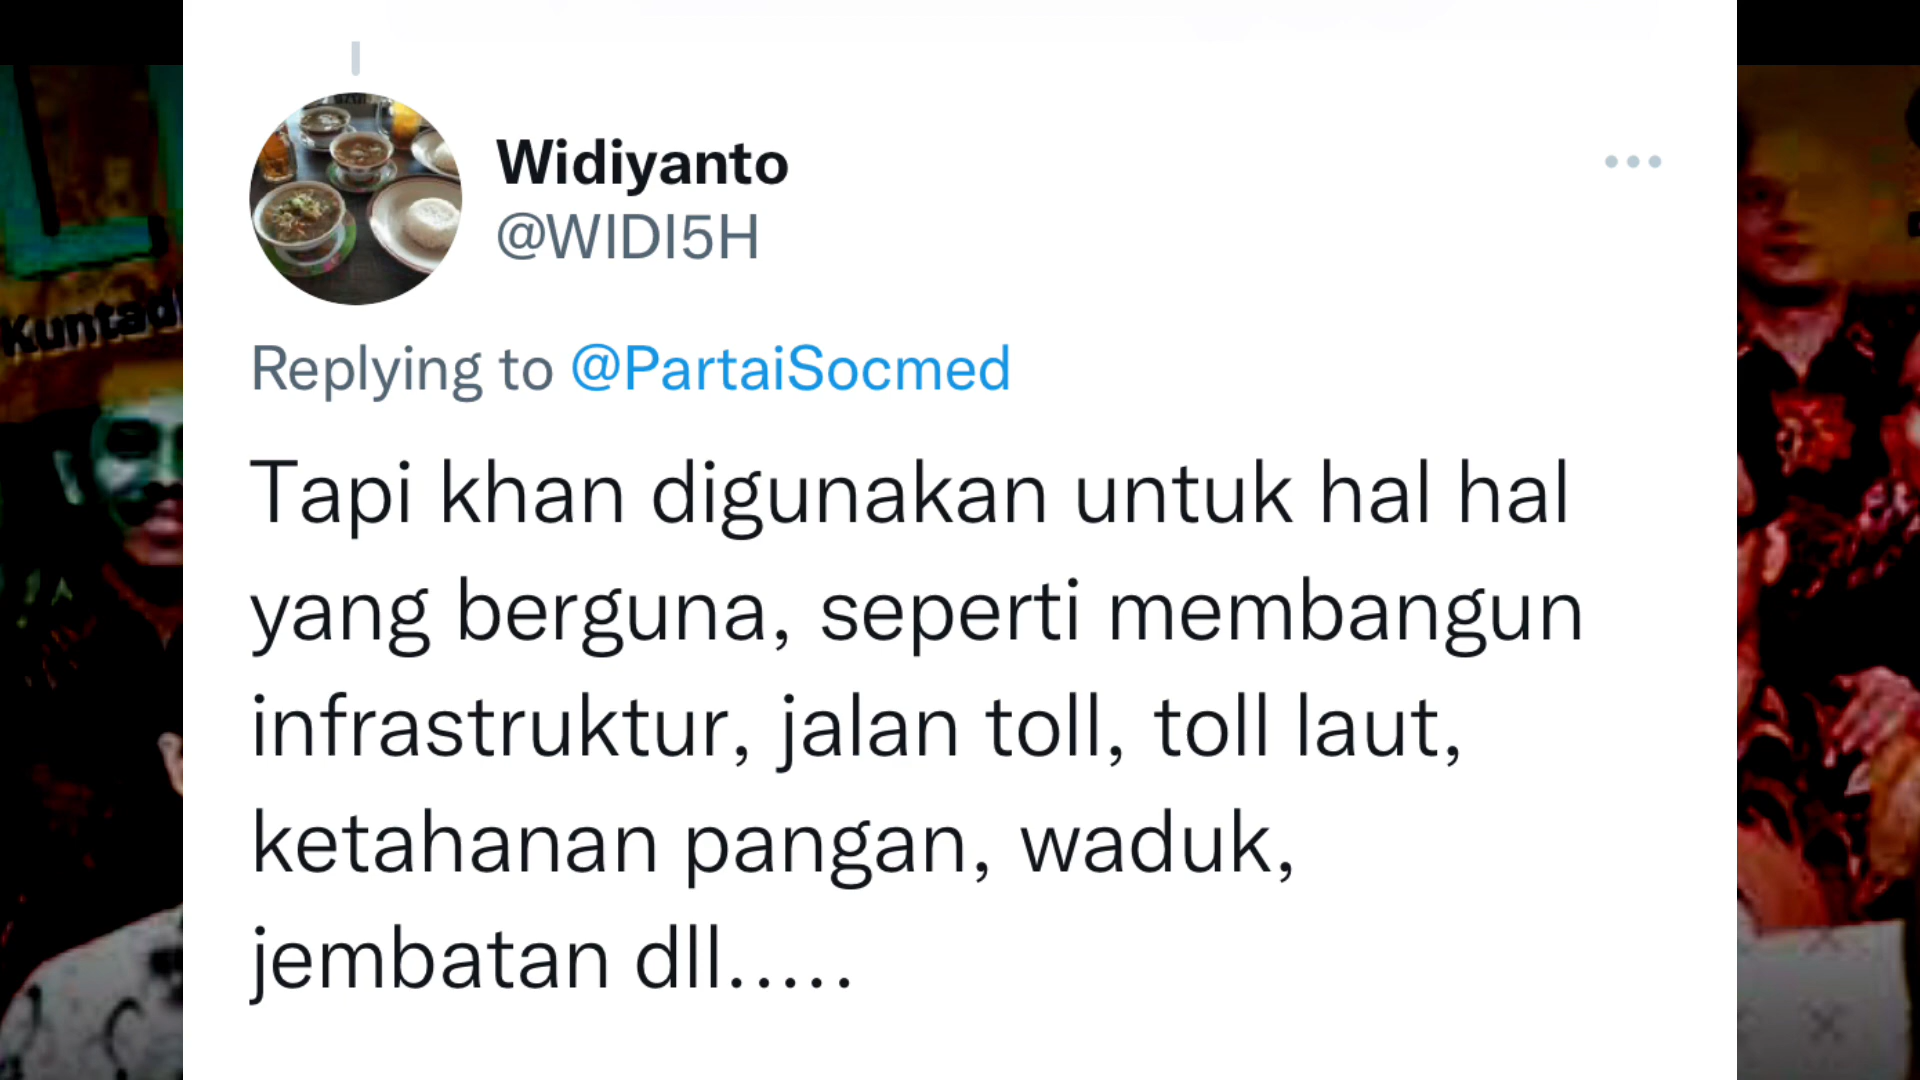 Kuntad
Widiyanto
@WIDI5H
Replying to @PartaiSocmed
Tapi khan digunakan untuk hal hal
yang berguna, seperti membangun
infrastruktur, jalan toll, toll laut,
ketahanan pangan, waduk,
jembatan dll.....